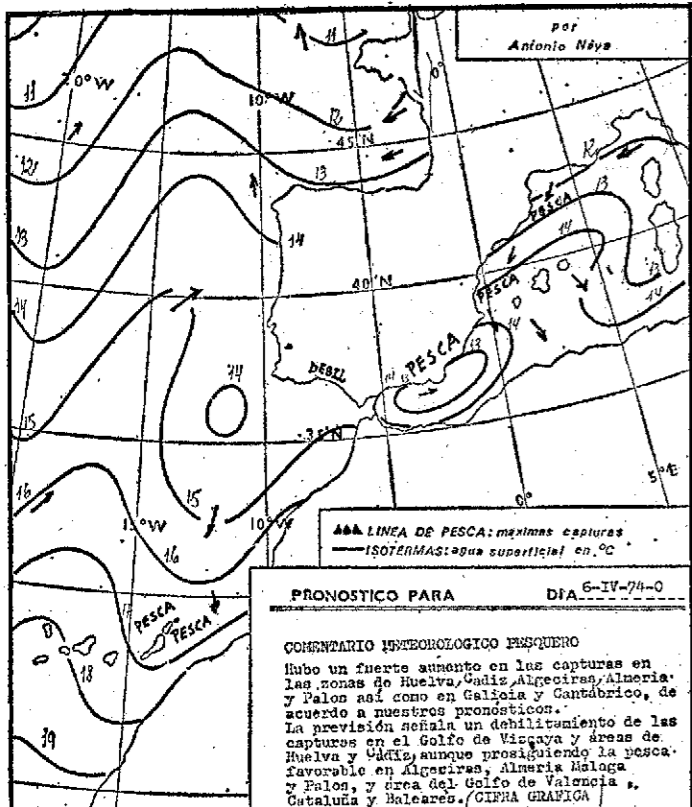 por
Antonio Naya
11
11
20° W
10° W
12
12
45° N
13
12
13
PESCA
14
13
14
40° N
PESCA
13
14
14
14
PESCA
13
DEBIL
14
15
35° N
5° E
16
15
0°
15° W
10° W
16
▲▲▲ LINEA DE PESCA: maximas capturas
ISOTERMAS: agua superficial en °C
PRONOSTICO PARA DIA 6-IV-74-0
17
PESCA
PESCA
18
19
COMENTARIO METEOROLOGICO PESQUERO
Hubo un fuerte aumento en las capturas en
las zonas de Huelva, Cadiz, Algeciras, Almeria
y Palos así como en Galicia y Cantábrico, de
acuerdo a nuestros pronósticos.
La previsión señala un debilitamiento de las
capturas en el Golfo de Vizcaya y áreas de
Huelva y Cádiz, aunque prosiguiendo la pesca
favorable en Algeciras, Almeria Málaga
y Palos, y área del Golfo de Valencia,
Cataluña y Baleares. (CIFRA GRAFICA)